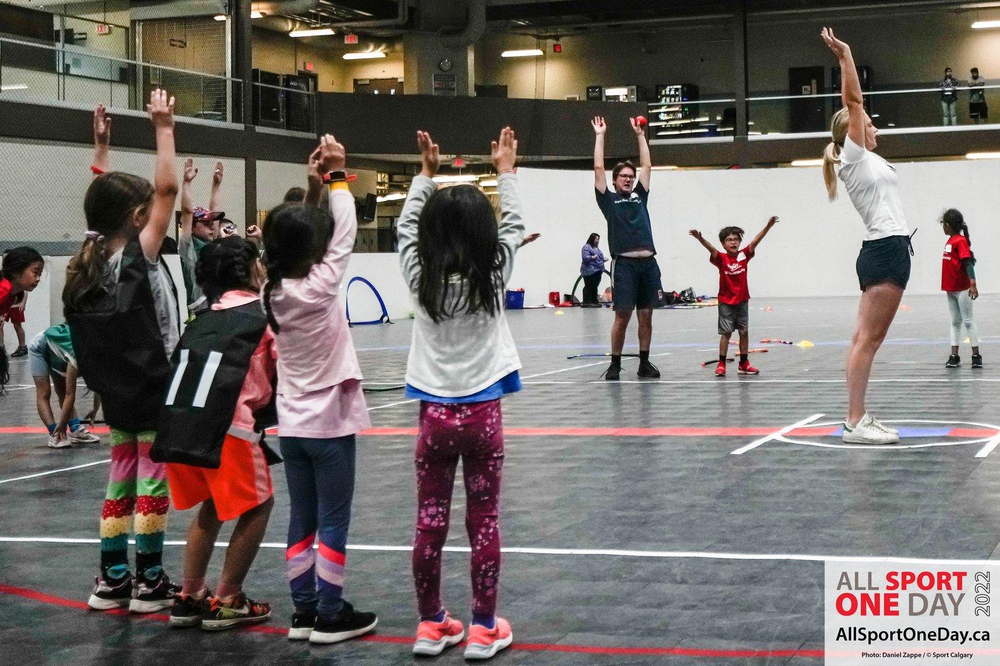 11
ALL SPORT
ONE DAY
2022
AllSportOneDay.ca
Photo: Daniel Zappe / © Sport Calgary